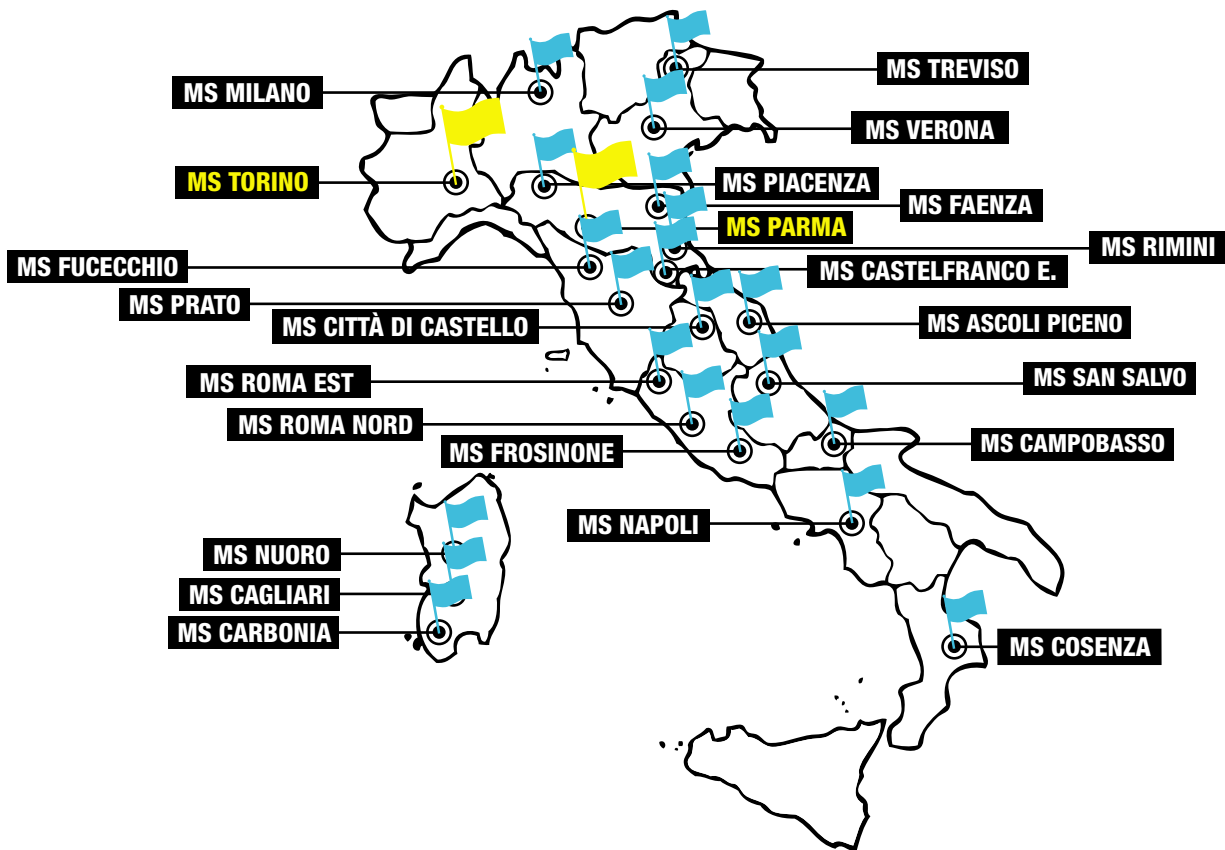 MS TREVISO
MS MILANO
MS VERONA
MS TORINO
MS PIACENZA
MS FAENZA
MS PARMA
MS RIMINI
MS FUCECCHIO
MS CASTELFRANCO E.
MS PRATO
MS CITTÀ DI CASTELLO
MS ASCOLI PICENO
MS ROMA EST
MS SAN SALVO
MS ROMA NORD
MS FROSINONE
MS CAMPOBASSO
MS NAPOLI
MS NUORO
MS CAGLIARI
MS CARBONIA
MS COSENZA